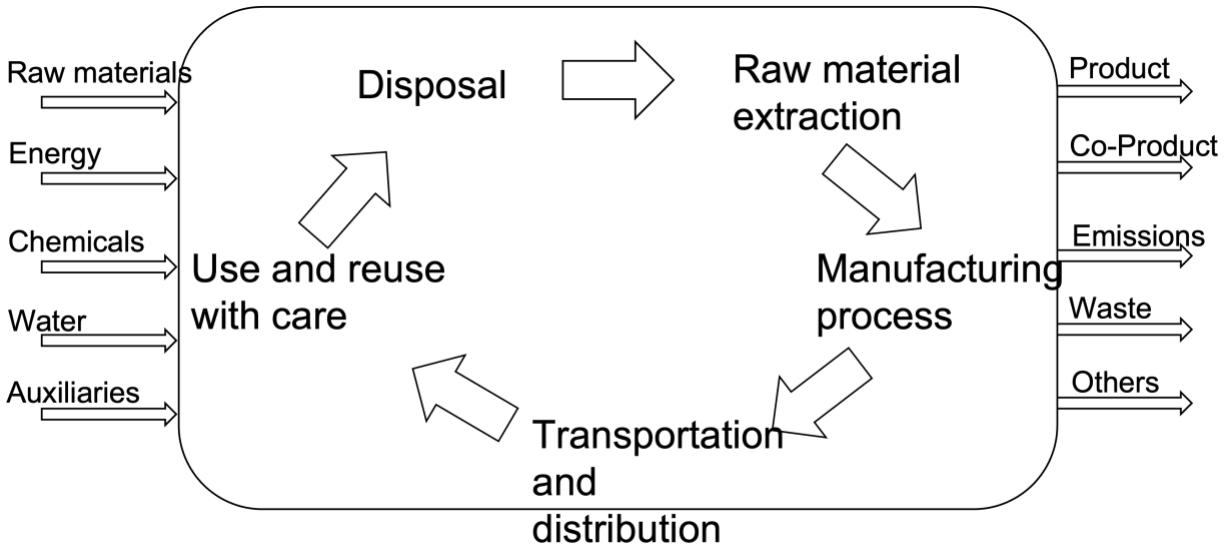 Raw materials
Energy
Chemicals
Water
Auxiliaries
Disposal
Raw material
extraction
Use and reuse
with care
Manufacturing
process
Transportation
and
distribution
Product
Co-Product
Emissions
Waste
Others